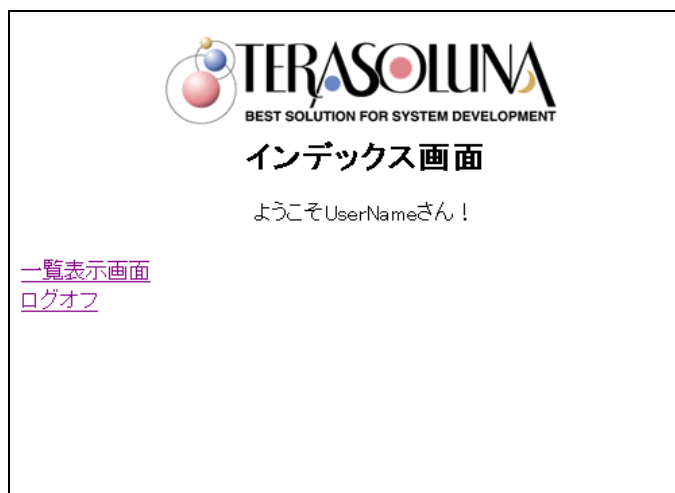 TERASOLUNA
BEST SOLUTION FOR SYSTEM DEVELOPMENT
インデックス画面
ようこそUserNameさん！
一覧表示画面
ログオフ